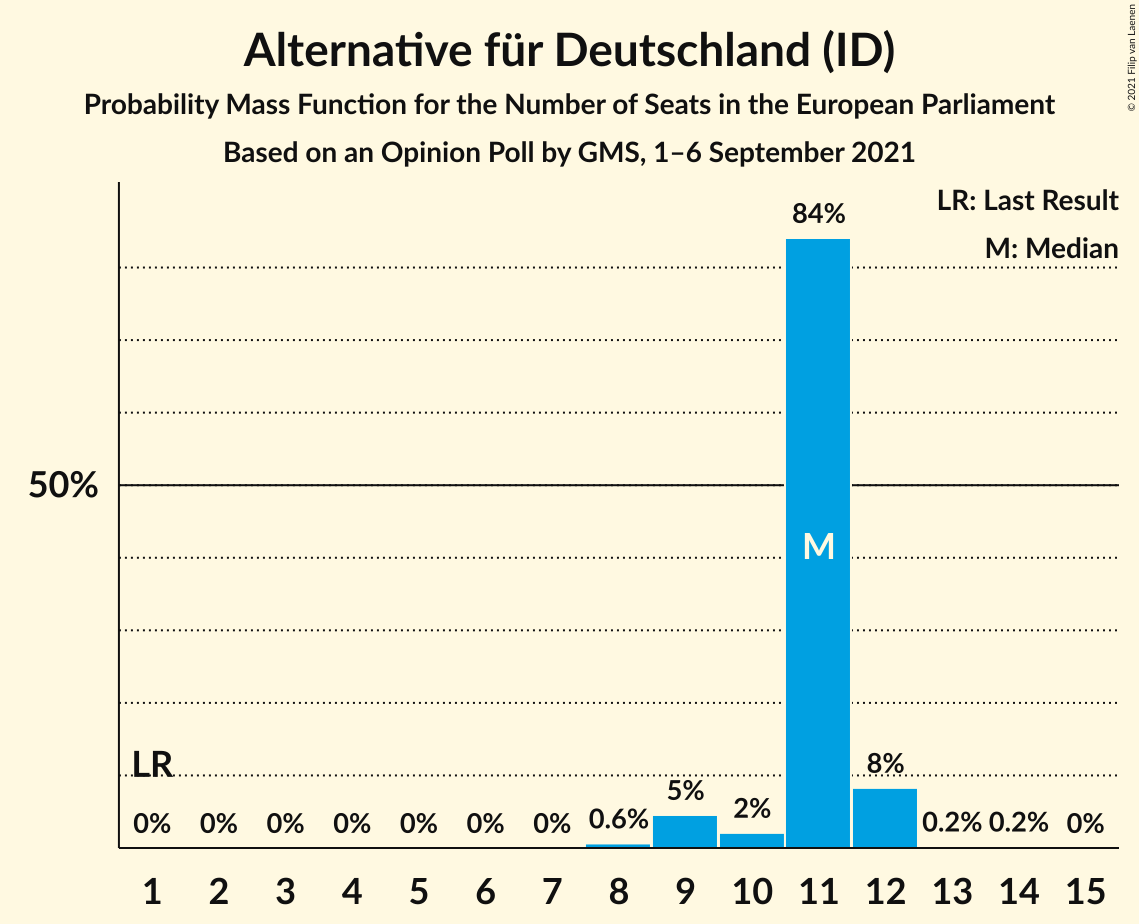 Alternative für Deutschland (ID)
Probability Mass Function for the Number of Seats in the European Parliament
Based on an Opinion Poll by GMS, 1–6 September 2021
© 2021 Filip van Laenen
LR: Last Result
M: Median
84%
50%
M
LR
0% 0% 0% 0% 0% 0% 0% 0.6% 5% 2% 8% 0.2% 0.2% 0%
1 2 3 4 5 6 7 8 9 10 11 12 13 14 15